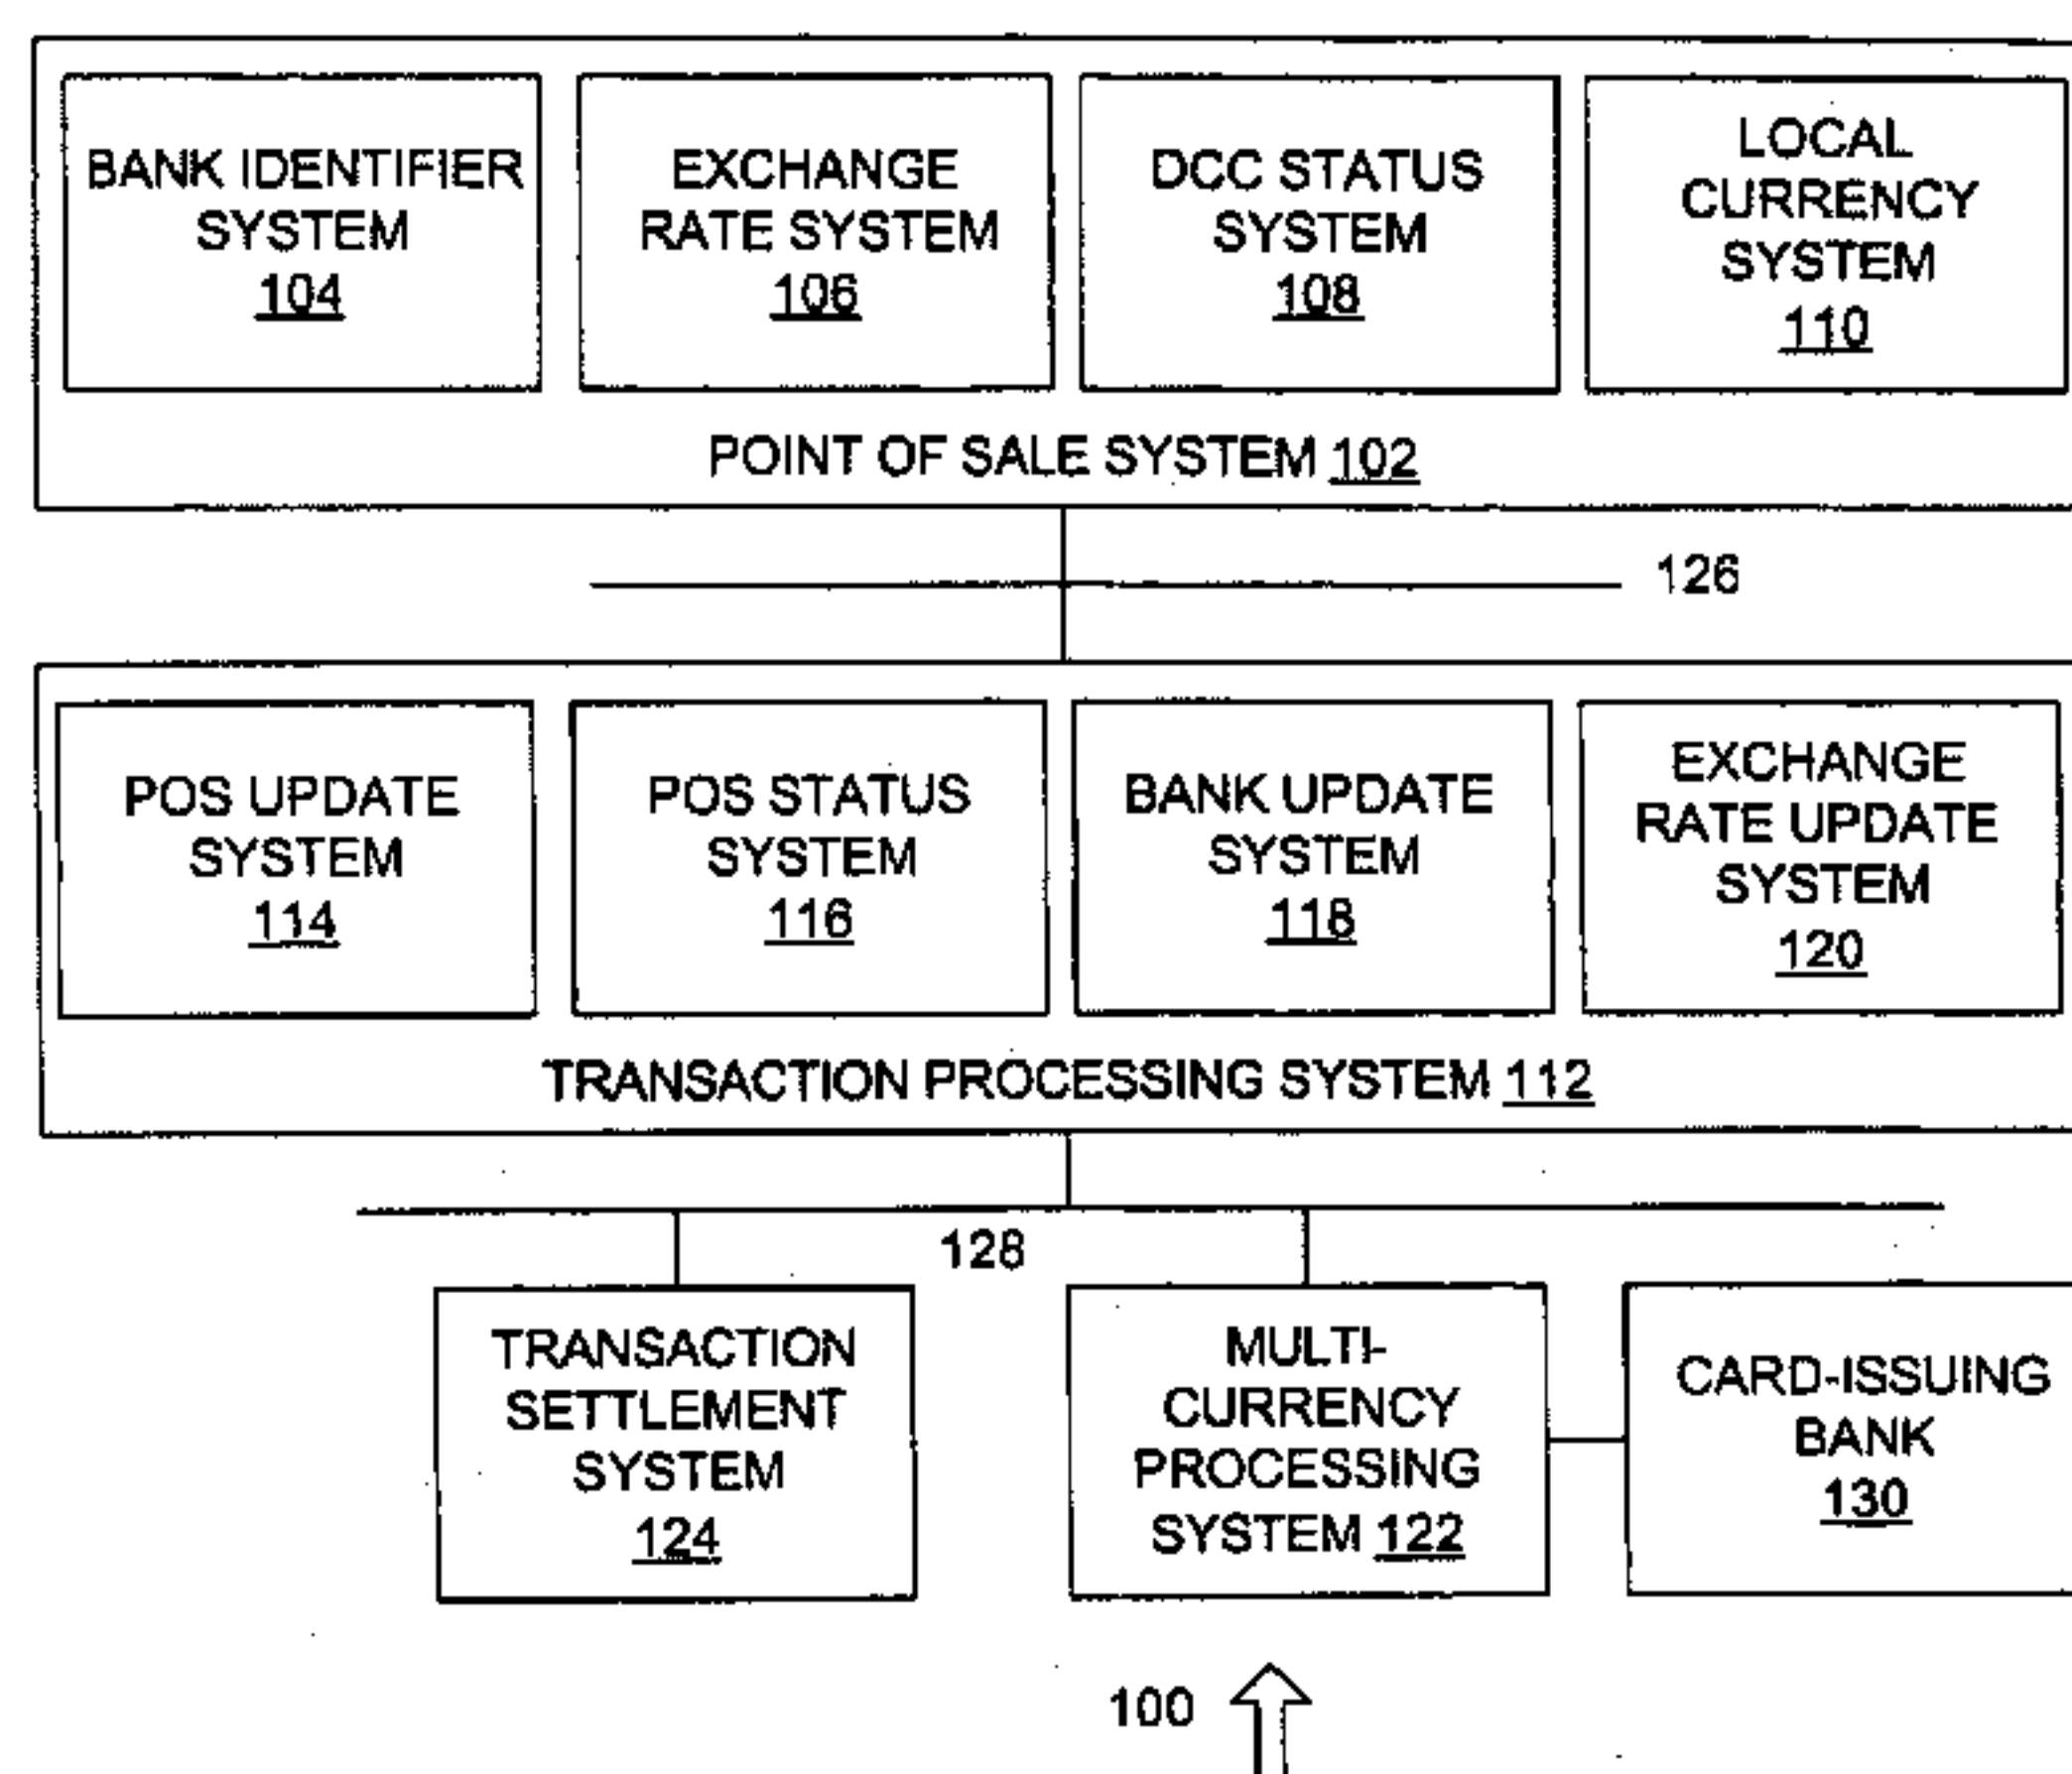 BANK IDENTIFIER
SYSTEM
104
EXCHANGE
RATE SYSTEM
106
DCC STATUS
SYSTEM
108
LOCAL
CURRENCY
SYSTEM
110
POINT OF SALE SYSTEM 102
126
POS UPDATE
SYSTEM
114
POS STATUS
SYSTEM
116
BANK UPDATE
SYSTEM
118
EXCHANGE
RATE UPDATE
SYSTEM
120
TRANSACTION PROCESSING SYSTEM 112
128
TRANSACTION
SETTLEMENT
SYSTEM
124
MULTI-
CURRENCY
PROCESSING
SYSTEM 122
CARD-ISSUING
BANK
130
100